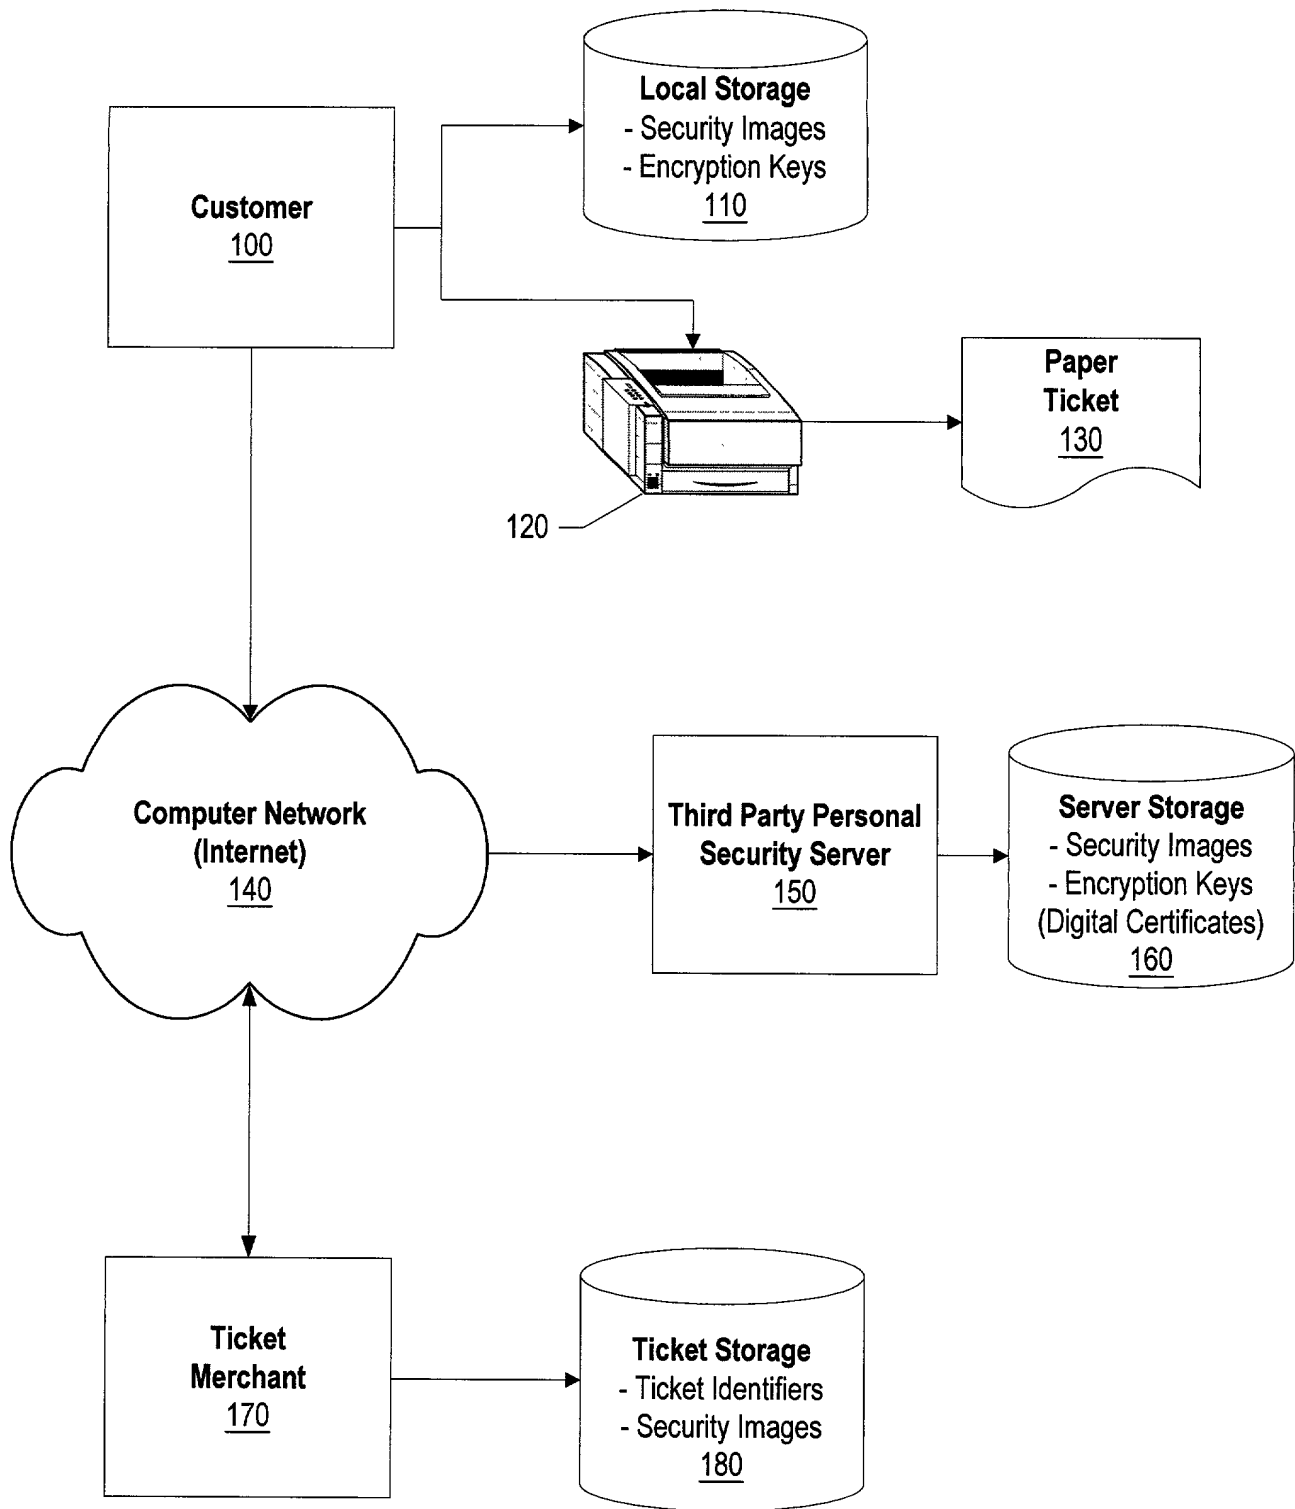 Local Storage
- Security Images
- Encryption Keys
110
Customer
100
Paper
Ticket
130
120
Computer Network
(Internet)
140
Third Party Personal
Security Server
150
Server Storage
- Security Images
- Encryption Keys
(Digital Certificates)
160
Ticket
Merchant
170
Ticket Storage
- Ticket Identifiers
- Security Images
180